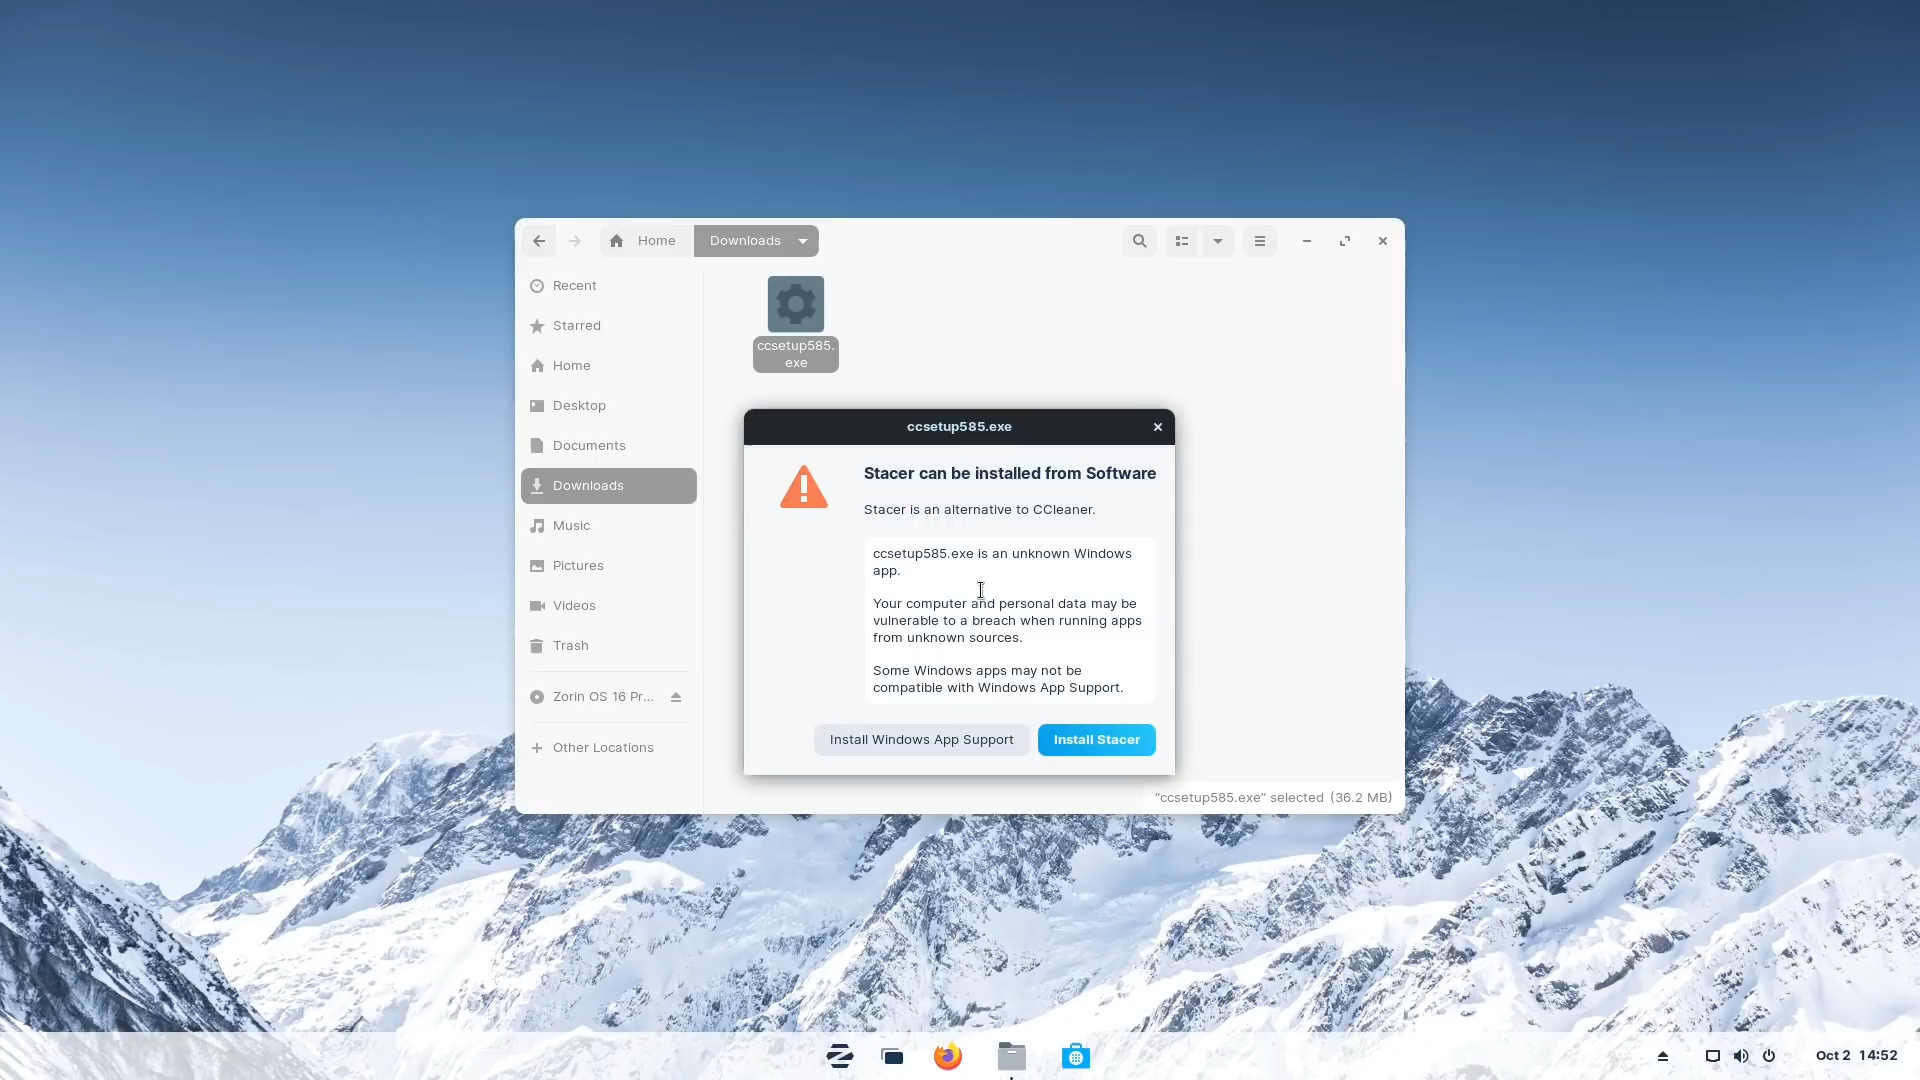 Home
Downloads
Recent
Starred
Home
Desktop
Documents
Downloads
Music
Pictures
Videos
Trash
Zorin OS 16 Pr...
Other Locations
ccsetup585.
exe
ccsetup585.exe
Stacer can be installed from Software
Stacer is an alternative to CCleaner.
ccsetup585.exe is an unknown Windows
app.
Your computer and personal data may be
vulnerable to a breach when running apps
from unknown sources.
Some Windows apps may not be
compatible with Windows App Support.
Install Windows App Support
Install Stacer
“ccsetup585.exe” selected (36.2 MB)
Oct 2 14:52